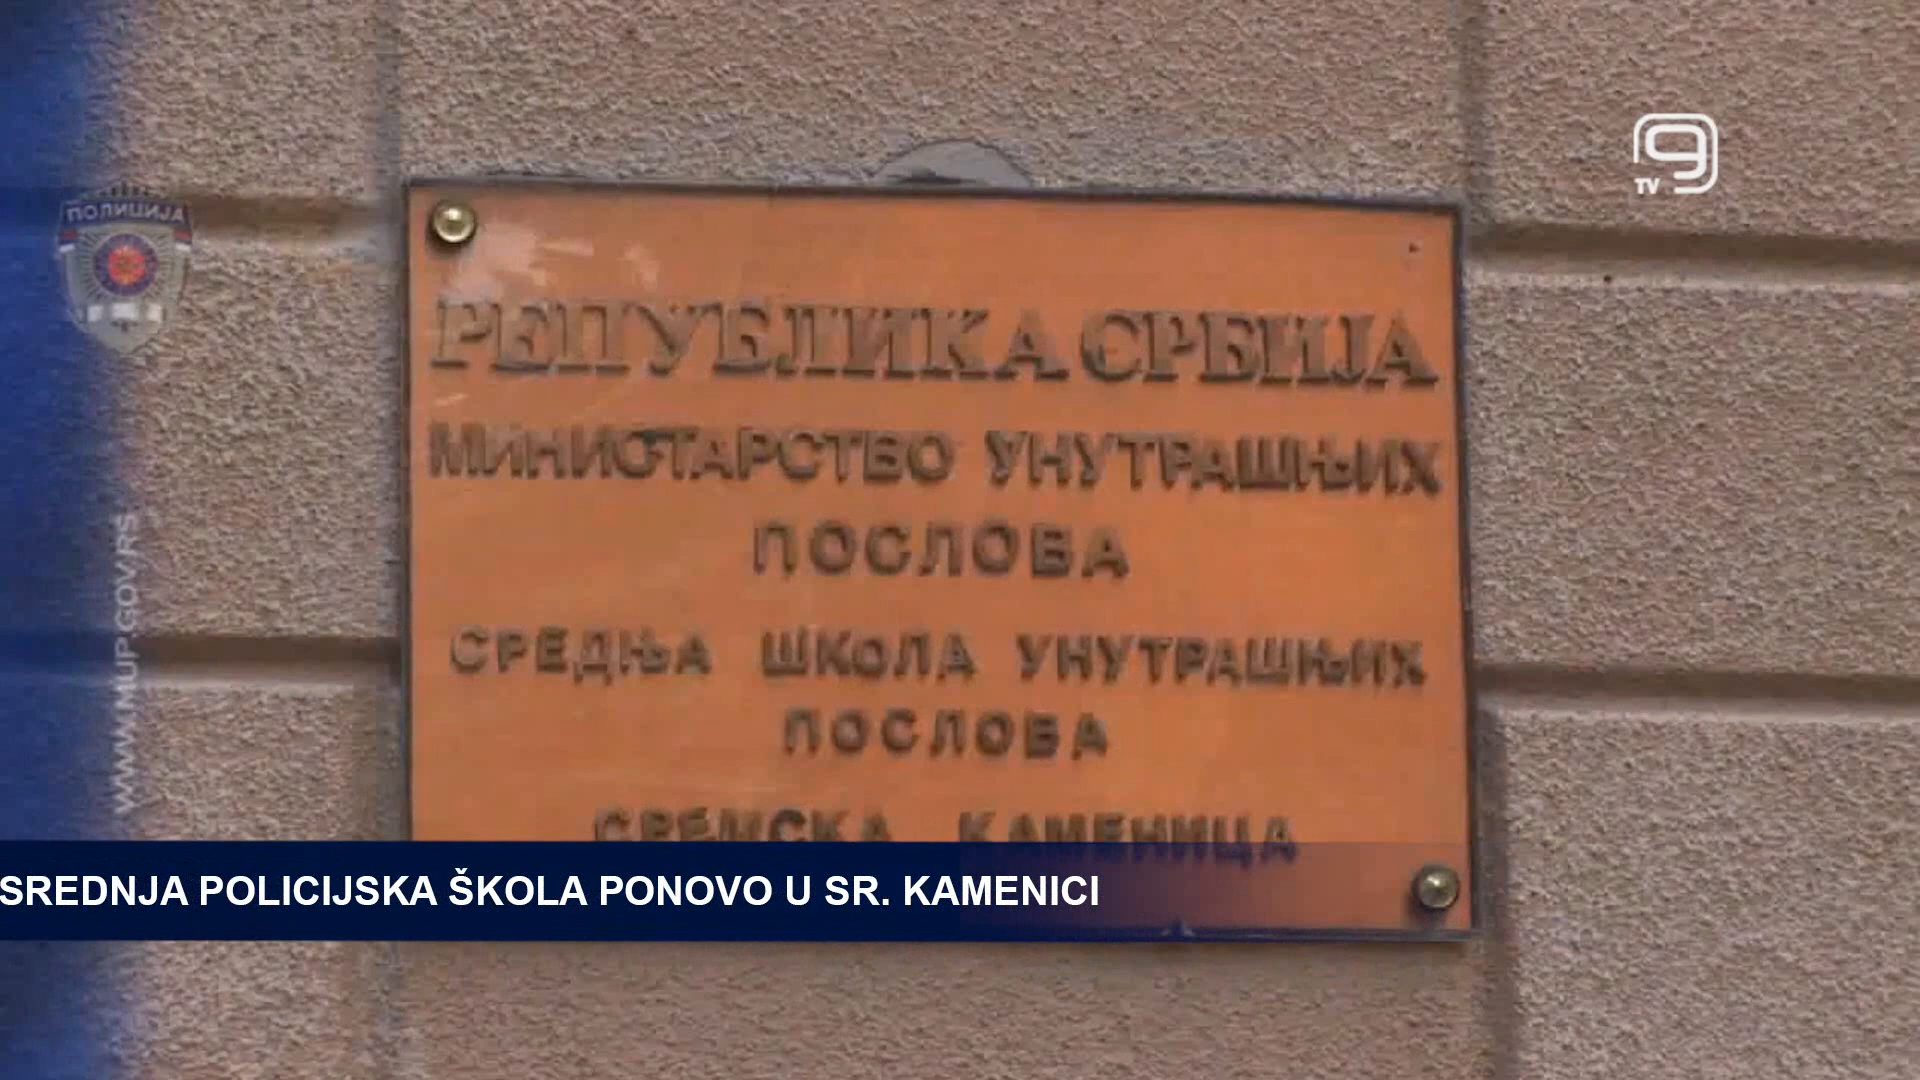 ПОЛИЦИЈА
TV 9
РЕПУБЛИКА СРБИЈА
МИНИСТАРСТВО УНУТРАШЊИХ
ПОСЛОВА
СРЕДЊА ШКОЛА УНУТРАШЊИХ
ПОСЛОВА
СРЕМСКА КАМЕНИЦА
WWW.MUP.GOV.RS
SREDNJA POLICIJSKA ŠKOLA PONOVO U SR. KAMENICI